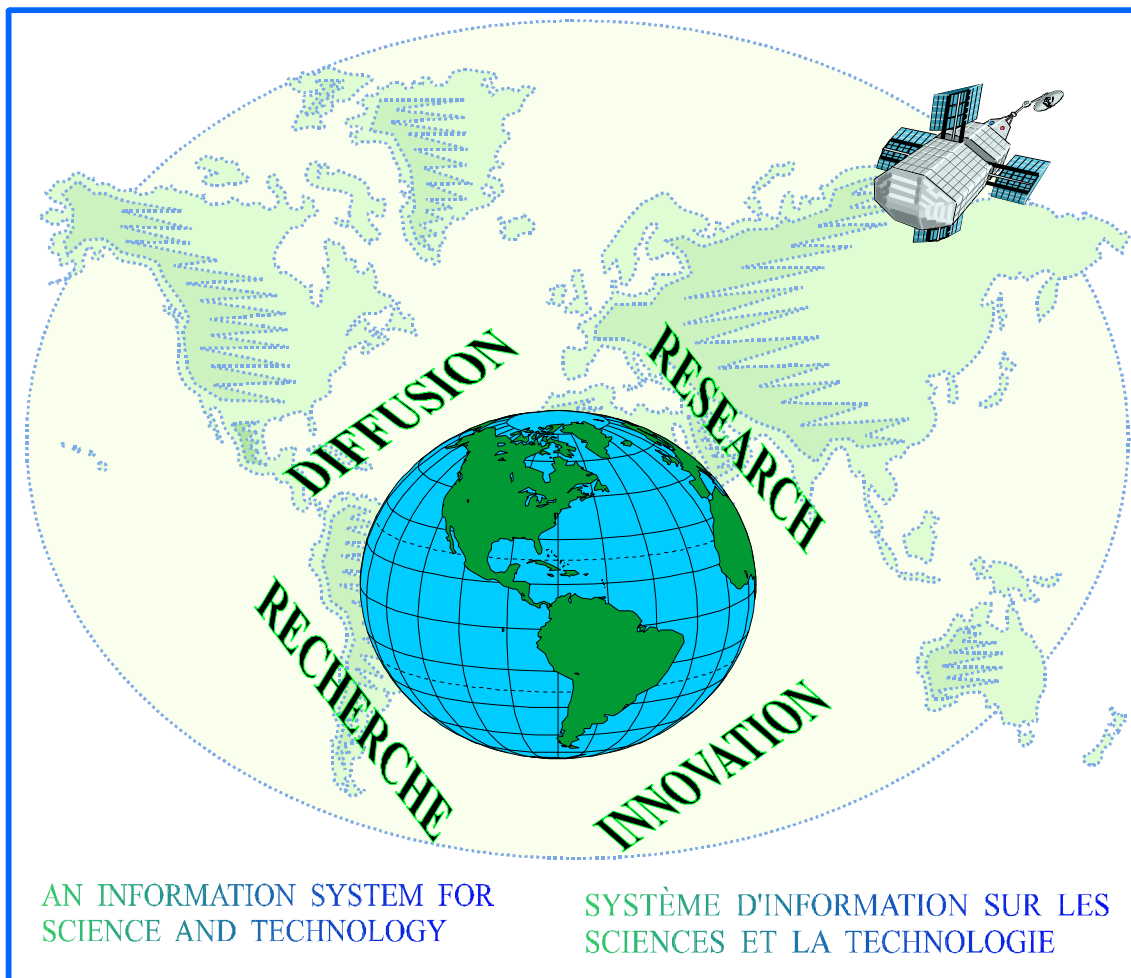 DIFFUSION
RESEARCH
RECHERCHE
INNOVATION
AN INFORMATION SYSTEM FOR
SCIENCE AND TECHNOLOGY
SYSTÈME D'INFORMATION SUR LES
SCIENCES ET LA TECHNOLOGIE